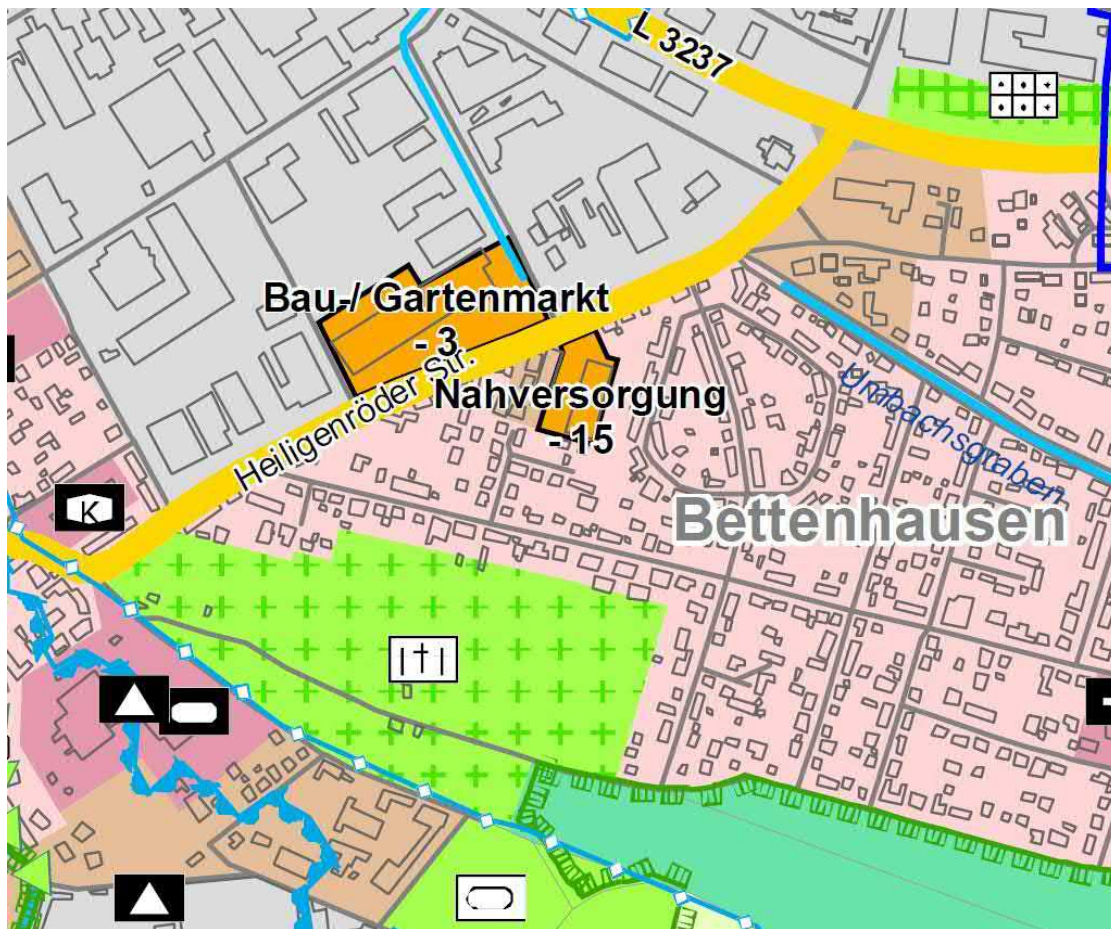 L 3237
Bau-/ Gartenmarkt
- 3
Heiligenröder Str.
Nahversorgung
- 15
Umbachsgraben
Bettenhausen
K